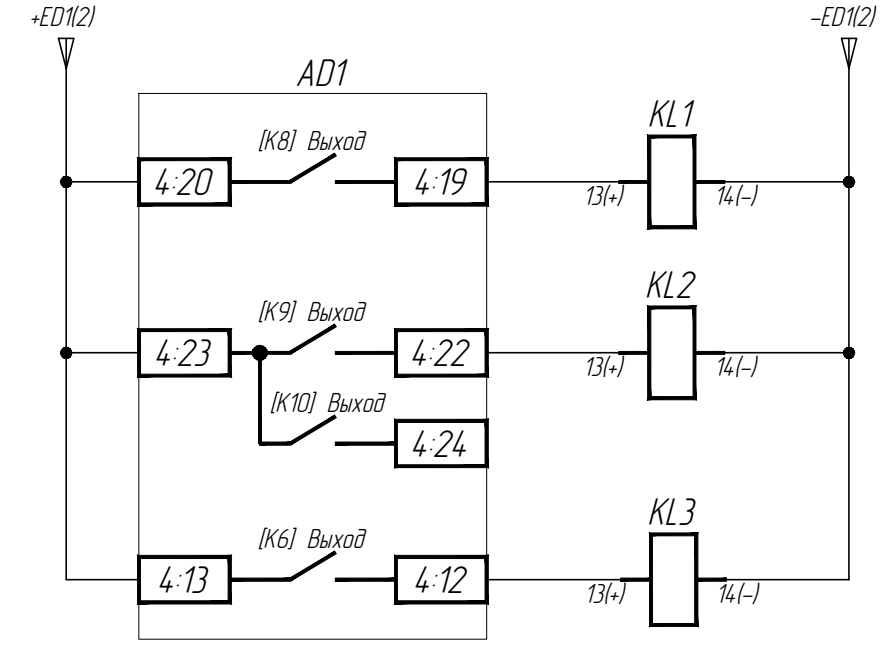 +ED1(2) –ED1(2)
AD1
KL1
[K8] Выход
4:20 4:19
13(+) 14(–)
KL2
[K9] Выход
4:23 4:22
13(+) 14(–)
[K10] Выход
4:24
KL3
[K6] Выход
4:13 4:12
13(+) 14(–)